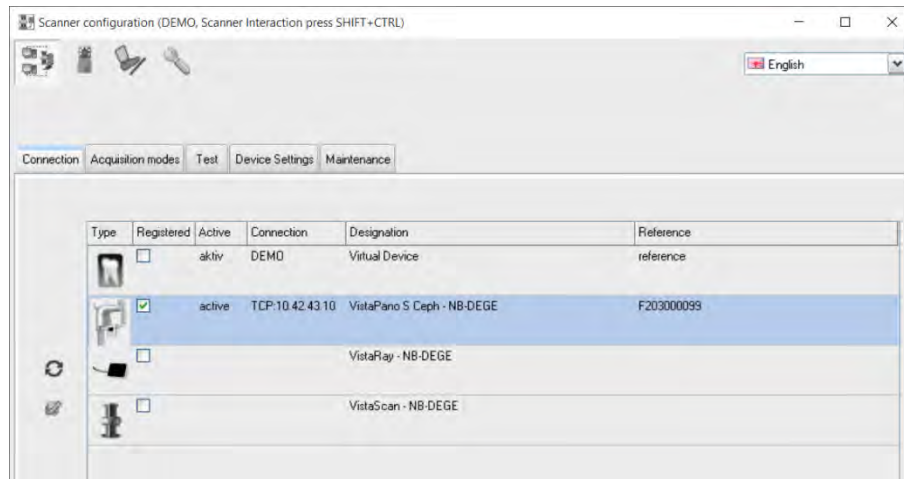 Scanner configuration (DEMO, Scanner Interaction press SHIFT+CTRL)
English
Connection Acquisition modes Test Device Settings Maintenance
Type Registered Active Connection Designation Reference
aktiv DEMO Virtual Device reference
active TCP:10.42.43.10 VistaPano S Ceph - NB-DEGE F203000099
VistaRay - NB-DEGE
VistaScan - NB-DEGE